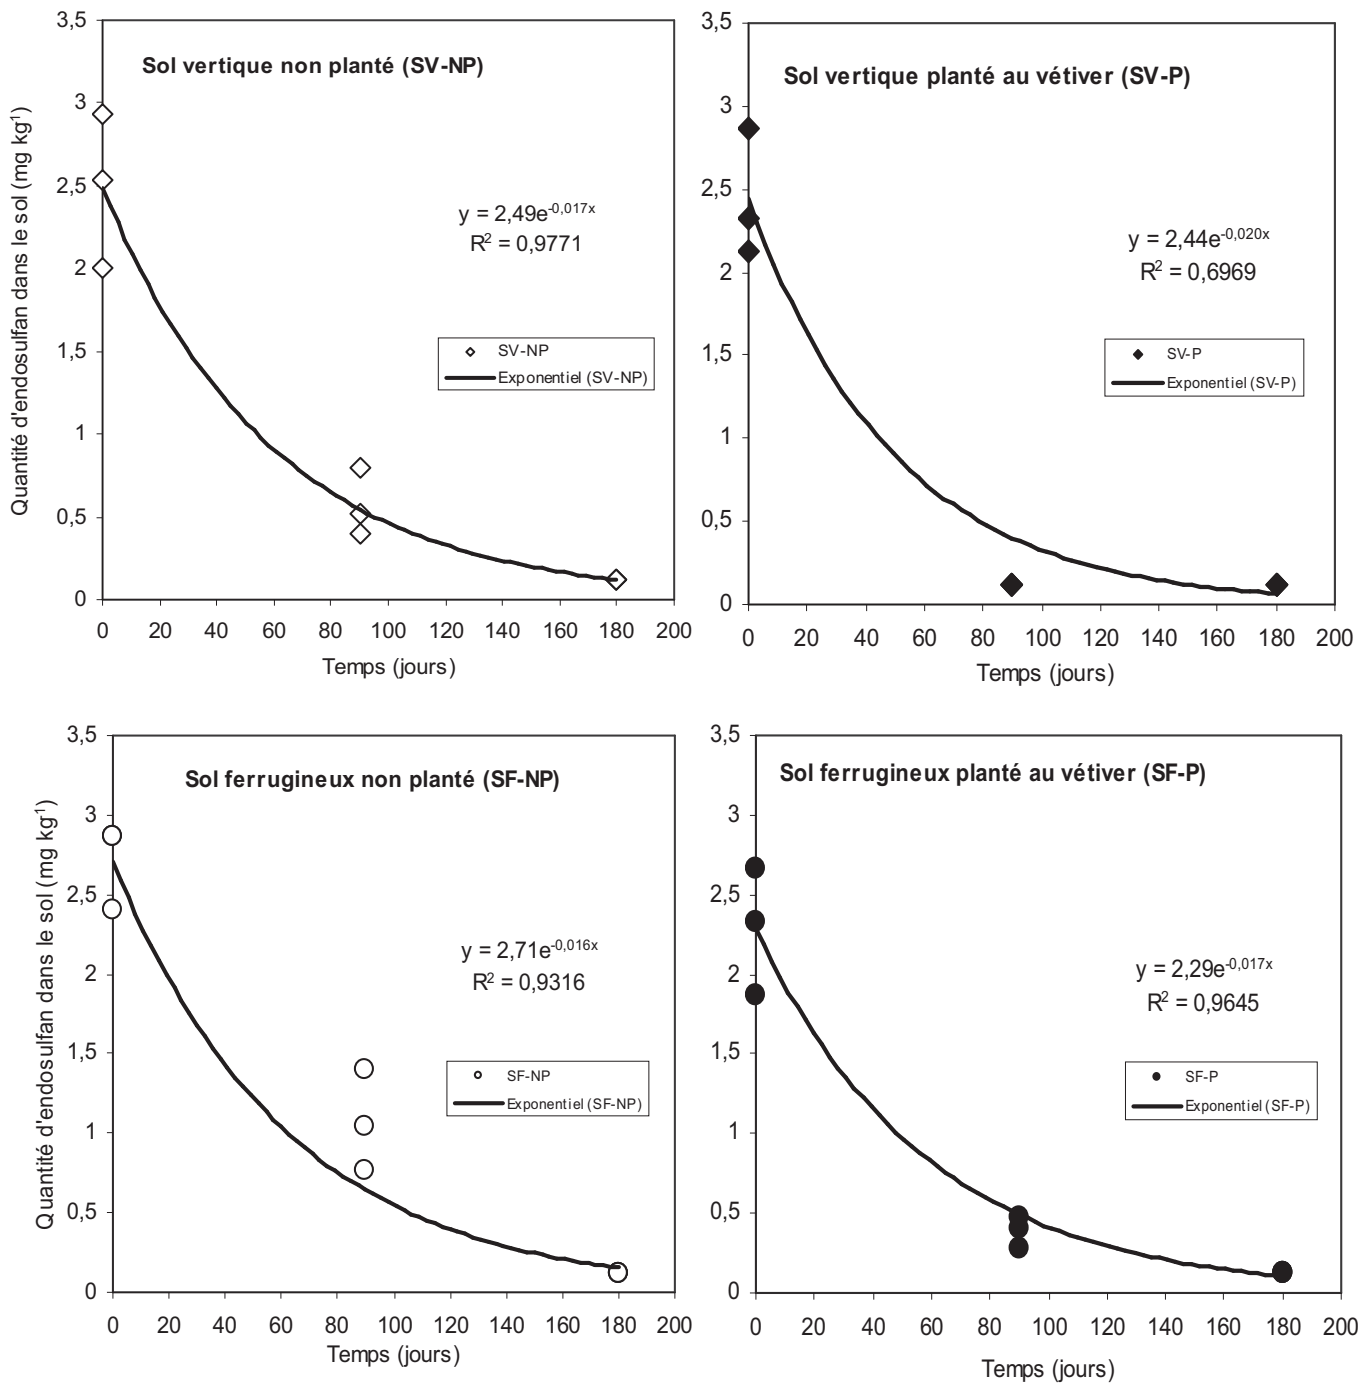 Sol vertique non planté (SV-NP)
Quantité d'endosulfan dans le sol (mg kg⁻¹)
3,5
3
2,5
2
1,5
1
0,5
0
y = 2,49e^-0,017x
R² = 0,9771
SV-NP
Exponentiel (SV-NP)
0 20 40 60 80 100 120 140 160 180 200
Temps (jours)
Sol vertique planté au vétiver (SV-P)
3,5
3
2,5
2
1,5
1
0,5
0
y = 2,44e^-0,020x
R² = 0,6969
SV-P
Exponentiel (SV-P)
0 20 40 60 80 100 120 140 160 180 200
Temps (jours)
Sol ferrugineux non planté (SF-NP)
Quantité d'endosulfan dans le sol (mg kg⁻¹)
3,5
3
2,5
2
1,5
1
0,5
0
y = 2,71e^-0,016x
R² = 0,9316
SF-NP
Exponentiel (SF-NP)
0 20 40 60 80 100 120 140 160 180 200
Temps (jours)
Sol ferrugineux planté au vétiver (SF-P)
3,5
3
2,5
2
1,5
1
0,5
0
y = 2,29e^-0,017x
R² = 0,9645
SF-P
Exponentiel (SF-P)
0 20 40 60 80 100 120 140 160 180 200
Temps (jours)